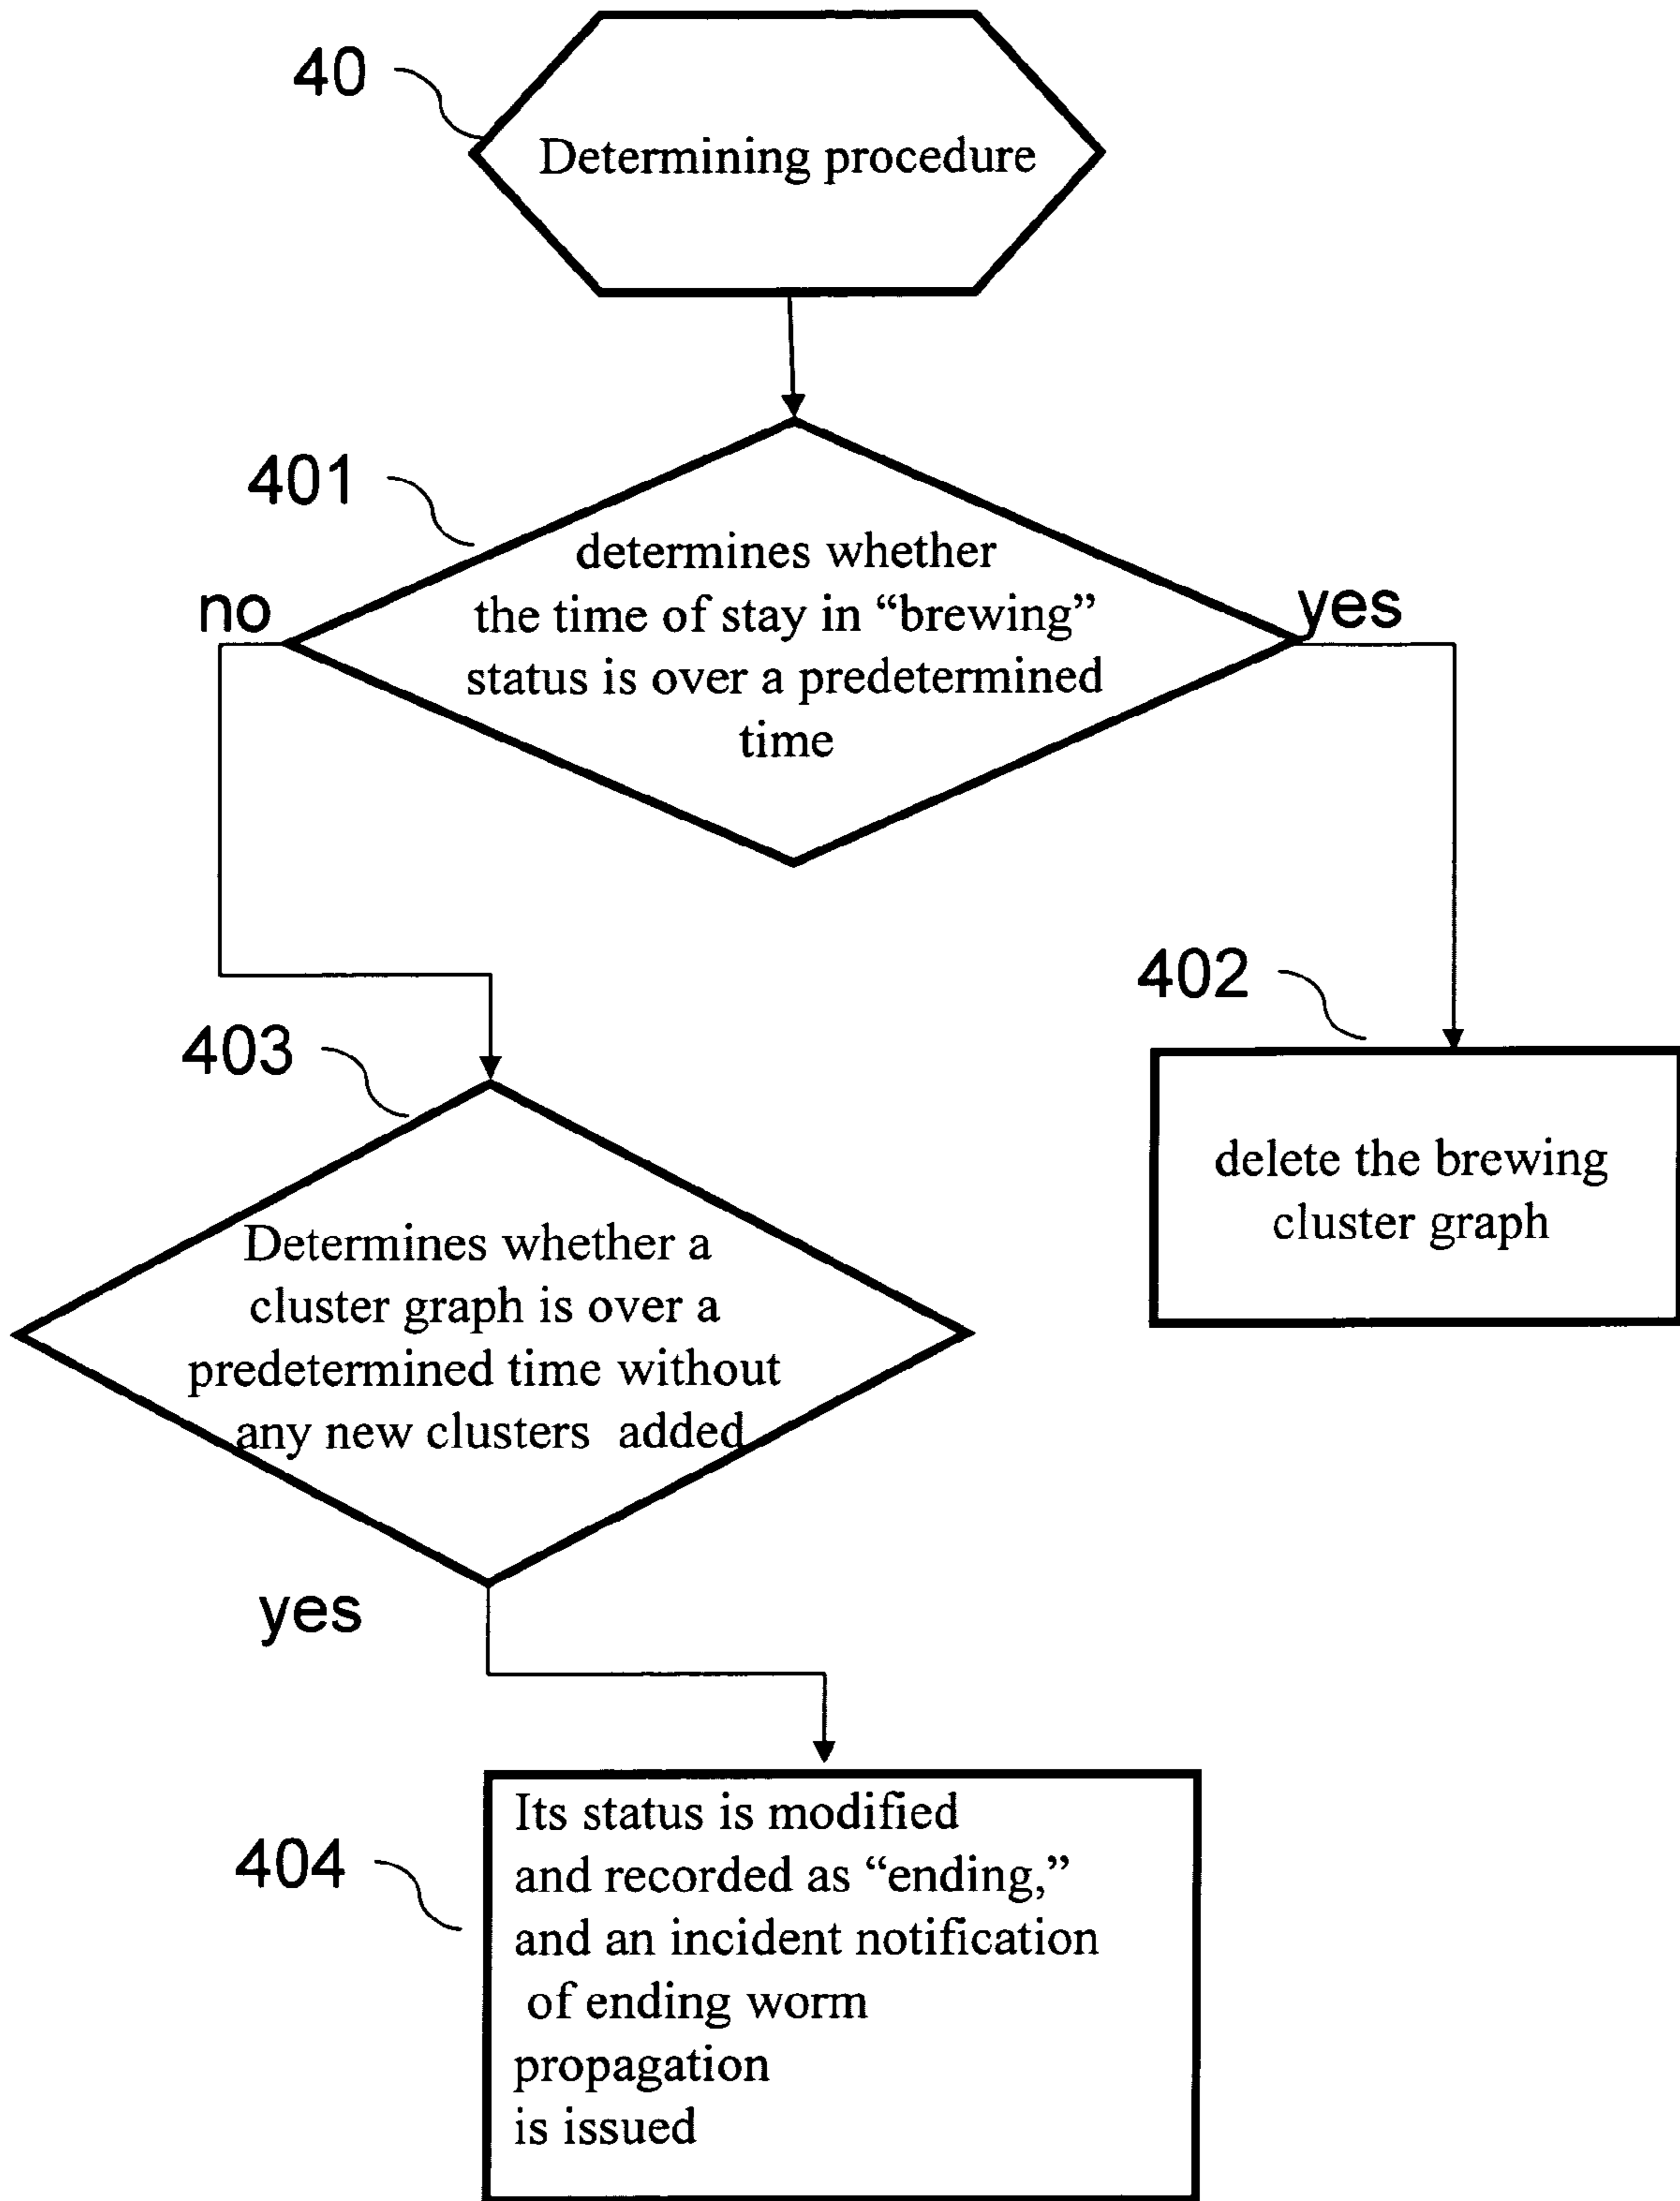 40
Determining procedure
401
determines whether
the time of stay in “brewing”
status is over a predetermined
time
no
yes
402
delete the brewing
cluster graph
403
Determines whether a
cluster graph is over a
predetermined time without
any new clusters added
yes
404
Its status is modified
and recorded as “ending,”
and an incident notification
of ending worm
propagation
is issued